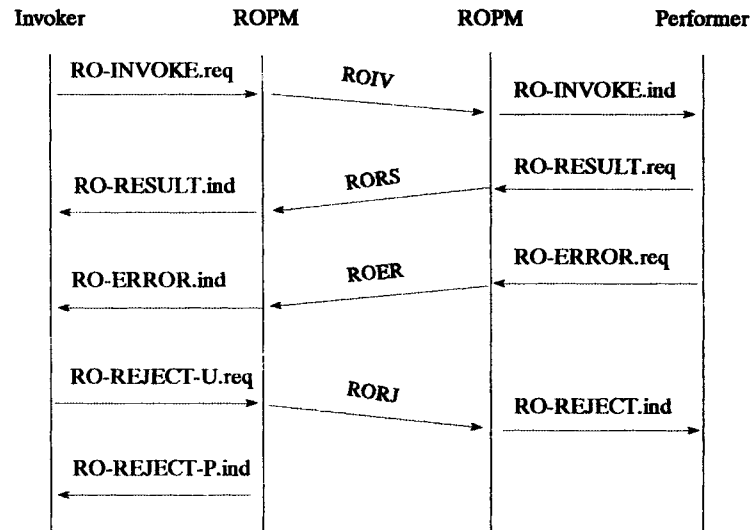 Invoker ROPM ROPM Performer
RO-INVOKE.req
ROIV
RO-INVOKE.ind
RO-RESULT.req
RORS
RO-RESULT.ind
RO-ERROR.req
ROER
RO-ERROR.ind
RO-REJECT-U.req
RORJ
RO-REJECT.ind
RO-REJECT-P.ind